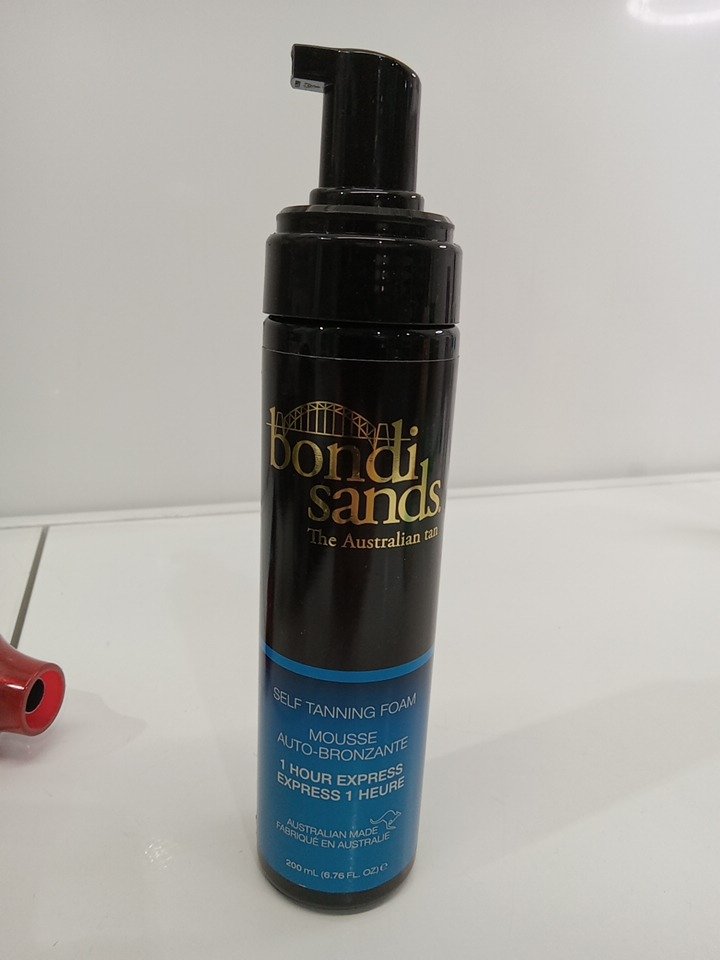 bondi
sands
The Australian tan
SELF TANNING FOAM
MOUSSE
AUTO-BRONZANTE
1 HOUR EXPRESS
EXPRESS 1 HEURE
AUSTRALIAN MADE
FABRIQUÉ EN AUSTRALIE
200 mL (6.76 FL. OZ) ℮